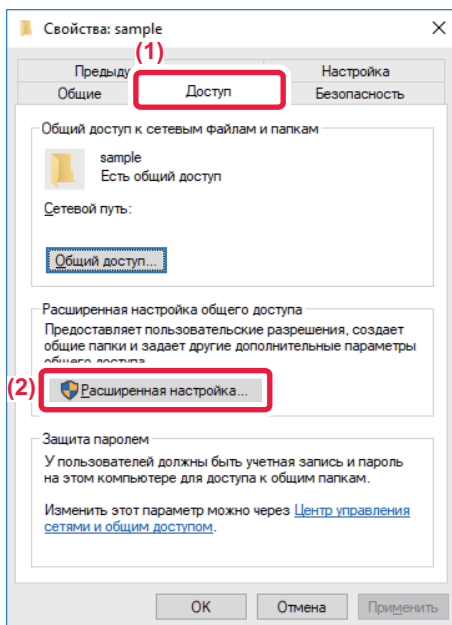 Свойства: sample
(1)
Предыду
Настройка
Общие
Доступ
Безопасность
Общий доступ к сетевым файлам и папкам
sample
Есть общий доступ
Сетевой путь:
Общий доступ...
Расширенная настройка общего доступа
Предоставляет пользовательские разрешения, создает
общие папки и задает другие дополнительные параметры
общего доступа.
(2)
Расширенная настройка...
Защита паролем
У пользователей должны быть учетная запись и пароль
на этом компьютере для доступа к общим папкам.
Изменить этот параметр можно через Центр управления
сетями и общим доступом.
OK
Отмена
Применить